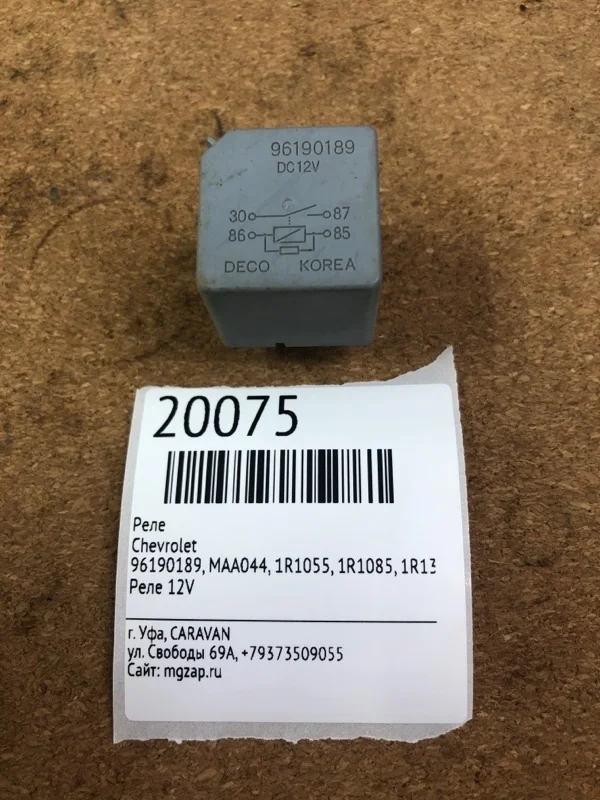 96190189
DC12V
30 87
86 85
DECO KOREA
20075
Реле
Chevrolet
96190189, MAA044, 1R1055, 1R1085, 1R13
Реле 12V
г. Уфа, CARAVAN
ул. Свободы 69А, +79373509055
Сайт: mgzap.ru